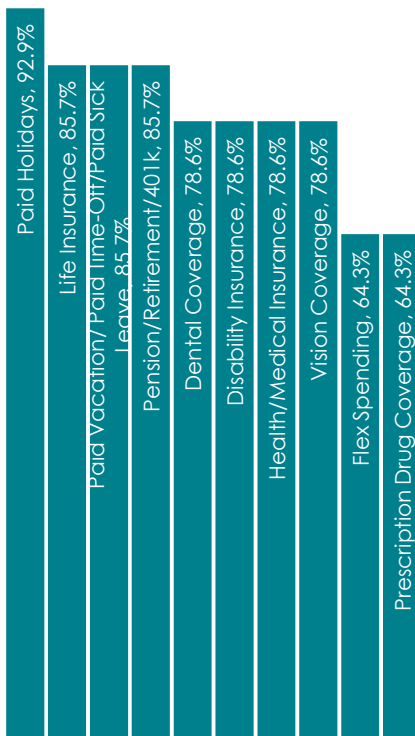 Paid Holidays, 92.9%
Life Insurance, 85.7%
Paid Vacation/ Paid Time-Off/Paid Sick
Leave, 85.7%
Pension/Retirement/401k, 85.7%
Dental Coverage, 78.6%
Disability Insurance, 78.6%
Health/Medical Insurance, 78.6%
Vision Coverage, 78.6%
Flex Spending, 64.3%
Prescription Drug Coverage, 64.3%